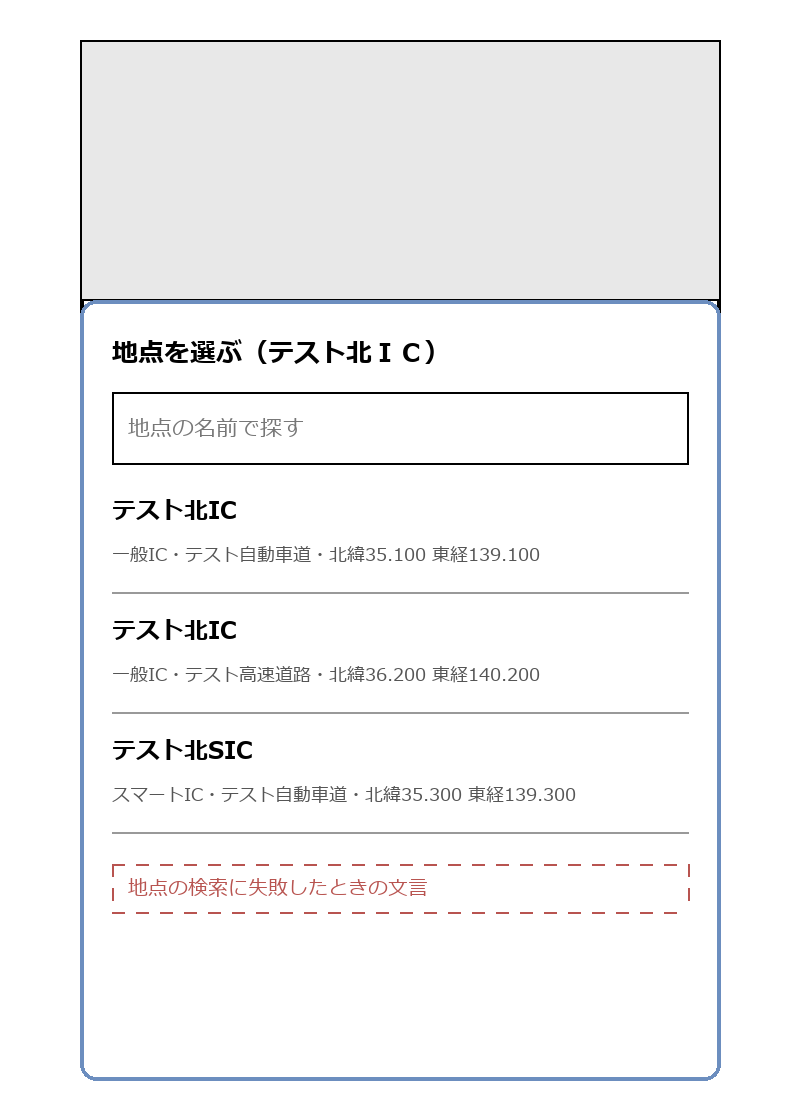 地点を選ぶ（テスト北ＩＣ）
地点の名前で探す
テスト北IC
一般IC・テスト自動車道・北緯35.100 東経139.100
テスト北IC
一般IC・テスト高速道路・北緯36.200 東経140.200
テスト北SIC
スマートIC・テスト自動車道・北緯35.300 東経139.300
地点の検索に失敗したときの文言